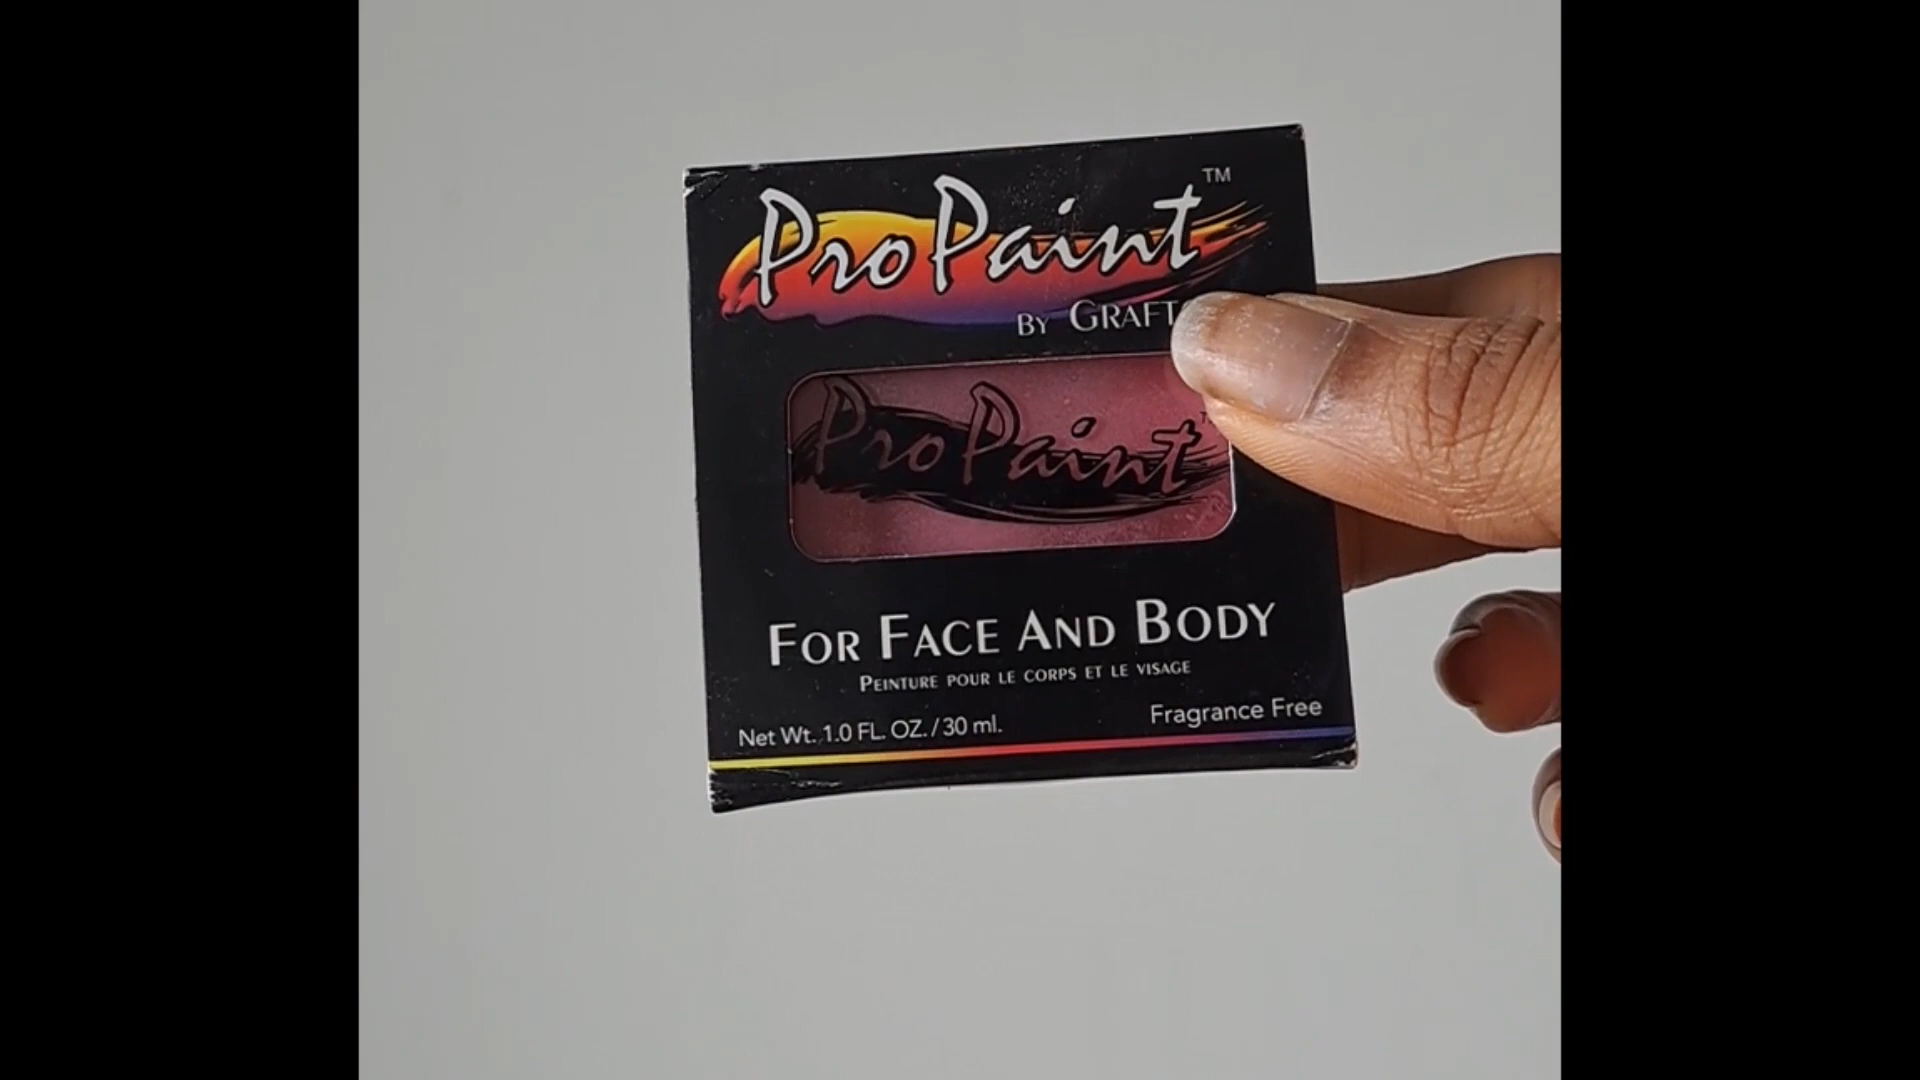 ProPaint™
BY GRAFT
ProPaint
FOR FACE AND BODY
PEINTURE POUR LE CORPS ET LE VISAGE
Net Wt. 1.0 FL. OZ. / 30 ml.
Fragrance Free